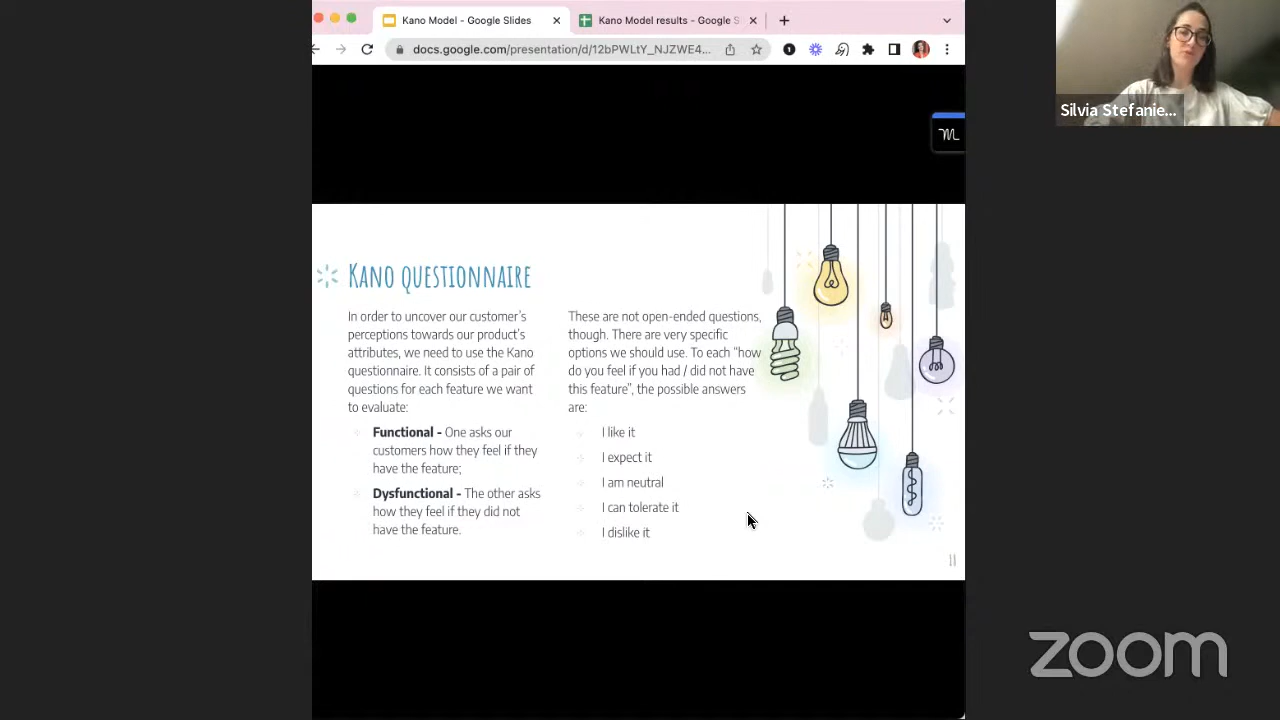 Kano Model - Google Slides
Kano Model results - Google S
docs.google.com/presentation/d/12bPWLtY_NJZWE4...
Silvia Stefanie...
Kano questionnaire
In order to uncover our customer's
perceptions towards our product's
attributes, we need to use the Kano
questionnaire. It consists of a pair of
questions for each feature we want
to evaluate:
Functional - One asks our
customers how they feel if they
have the feature;
Dysfunctional - The other asks
how they feel if they did not
have the feature.
These are not open-ended questions,
though. There are very specific
options we should use. To each “how
do you feel if you had / did not have
this feature”, the possible answers
are:
I like it
I expect it
I am neutral
I can tolerate it
I dislike it
11
zoom